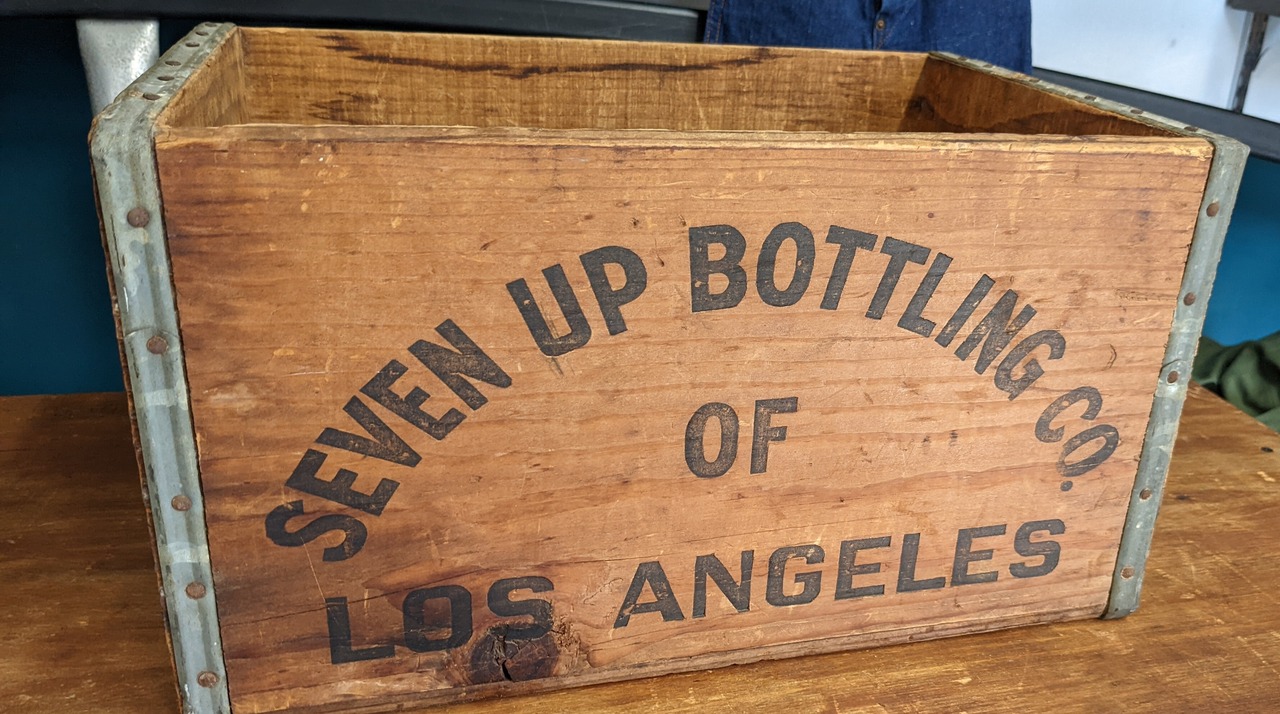 SEVEN UP BOTTLING CO.
OF
LOS ANGELES